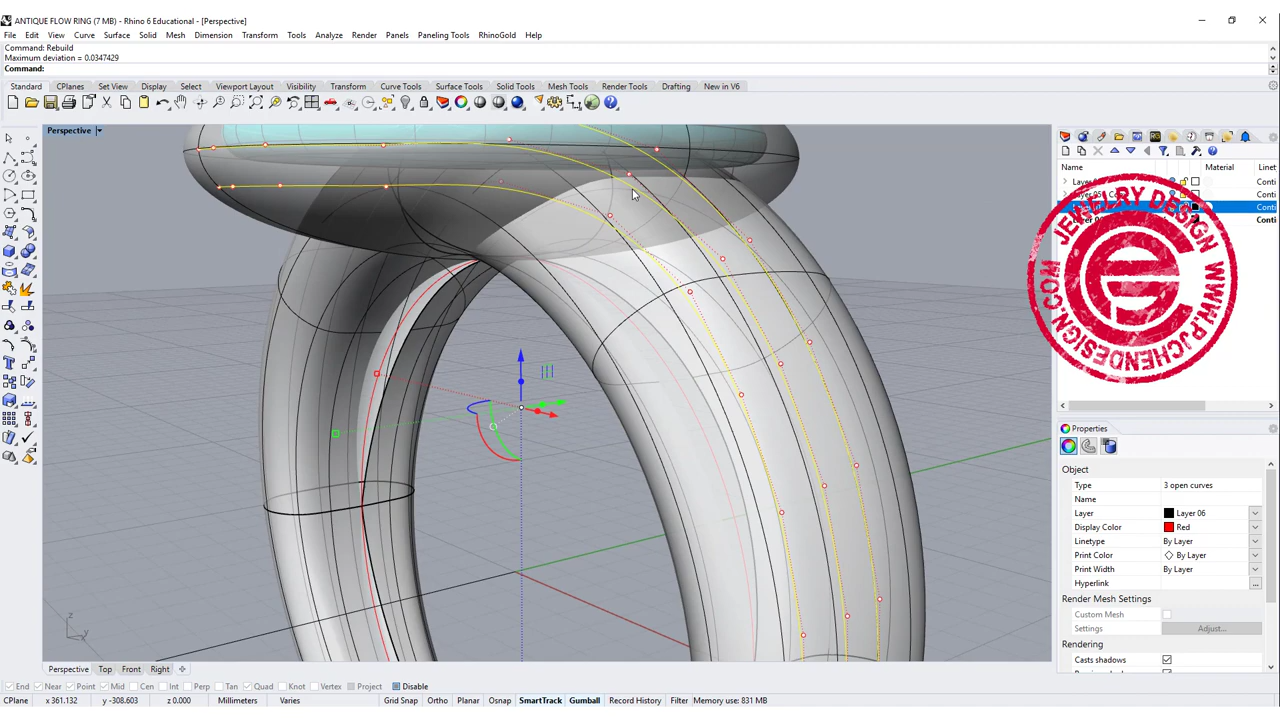 ANTIQUE FLOW RING (7 MB) - Rhino 6 Educational - [Perspective]
File Edit View Curve Surface Solid Mesh Dimension Transform Tools Analyze Render Panels Paneling Tools RhinoGold Help
Command: Rebuild
Maximum deviation = 0.0347429
Command:
Standard CPlanes Set View Display Select Viewport Layout Visibility Transform Curve Tools Surface Tools Solid Tools Mesh Tools Render Tools Drafting New in V6
Perspective
Name Material Linet
Conti
Conti
Conti
Conti
JEWELRY DESIGN WWW.PJCHENDESIGN.COM
Properties
Object
Type 3 open curves
Name
Layer Layer 06
Display Color Red
Linetype By Layer
Print Color By Layer
Print Width By Layer
Hyperlink ...
Render Mesh Settings
Custom Mesh
Settings Adjust...
Rendering
Casts shadows
z
y
Perspective Top Front Right
End Near Point Mid Cen Int Perp Tan Quad Knot Vertex Project Disable
CPlane x 361.132 y -308.603 z 0.000 Millimeters Varies Grid Snap Ortho Planar Osnap SmartTrack Gumball Record History Filter Memory use: 831 MB